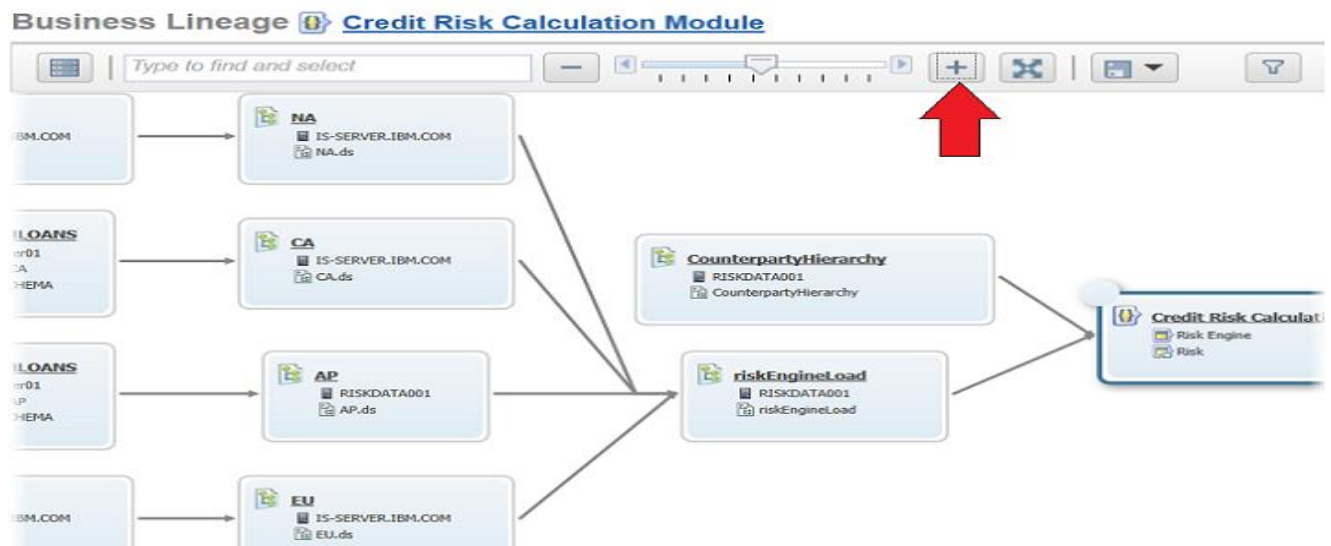 Business Lineage Credit Risk Calculation Module
Type to find and select
BM.COM
NA
IS-SERVER.IBM.COM
NA.ds
LOANS
er01
CA
HEMA
CA
IS-SERVER.IBM.COM
CA.ds
CounterpartyHierarchy
RISKDATA001
CounterpartyHierarchy
Credit Risk Calculati
Risk Engine
Risk
LOANS
er01
AP
HEMA
AP
RISKDATA001
AP.ds
riskEngineLoad
RISKDATA001
riskEngineLoad
BM.COM
EU
IS-SERVER.IBM.COM
EU.ds